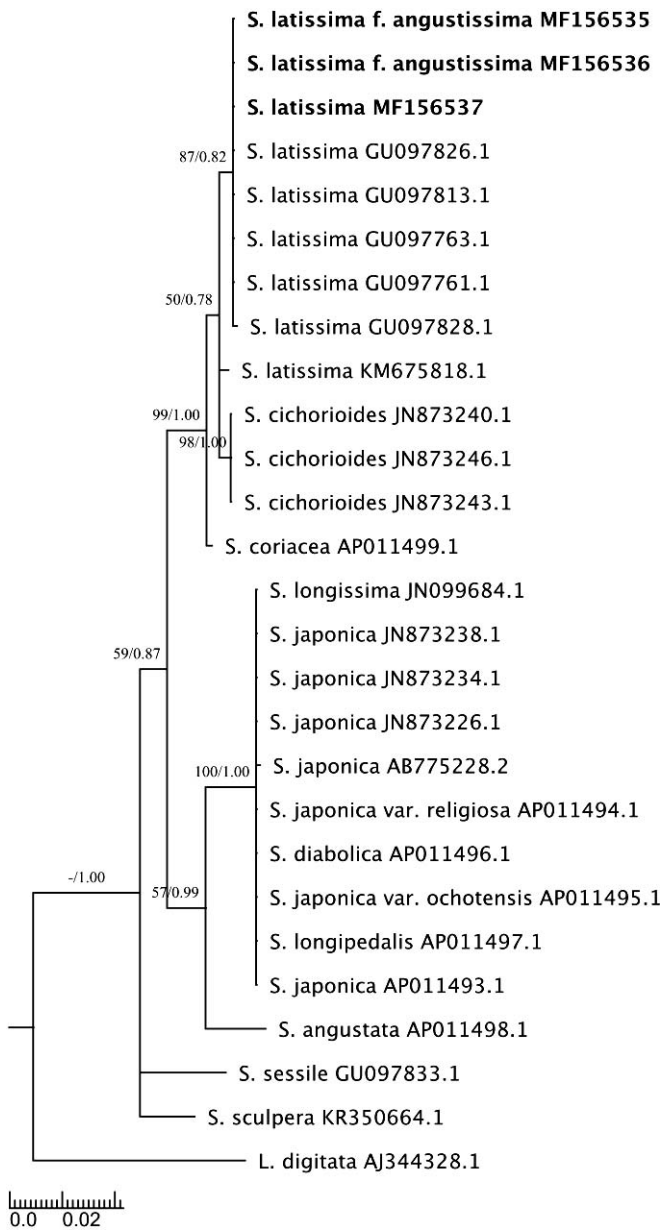 S. latissima f. angustissima MF156535
S. latissima f. angustissima MF156536
S. latissima MF156537
87/0.82
S. latissima GU097826.1
S. latissima GU097813.1
S. latissima GU097763.1
S. latissima GU097761.1
50/0.78
S. latissima GU097828.1
S. latissima KM675818.1
99/1.00
S. cichorioides JN873240.1
98/1.00
S. cichorioides JN873246.1
S. cichorioides JN873243.1
S. coriacea AP011499.1
S. longissima JN099684.1
S. japonica JN873238.1
59/0.87
S. japonica JN873234.1
S. japonica JN873226.1
100/1.00
S. japonica AB775228.2
S. japonica var. religiosa AP011494.1
S. diabolica AP011496.1
-/1.00
57/0.99
S. japonica var. ochotensis AP011495.1
S. longipedalis AP011497.1
S. japonica AP011493.1
S. angustata AP011498.1
S. sessile GU097833.1
S. sculpera KR350664.1
L. digitata AJ344328.1
0.0 0.02